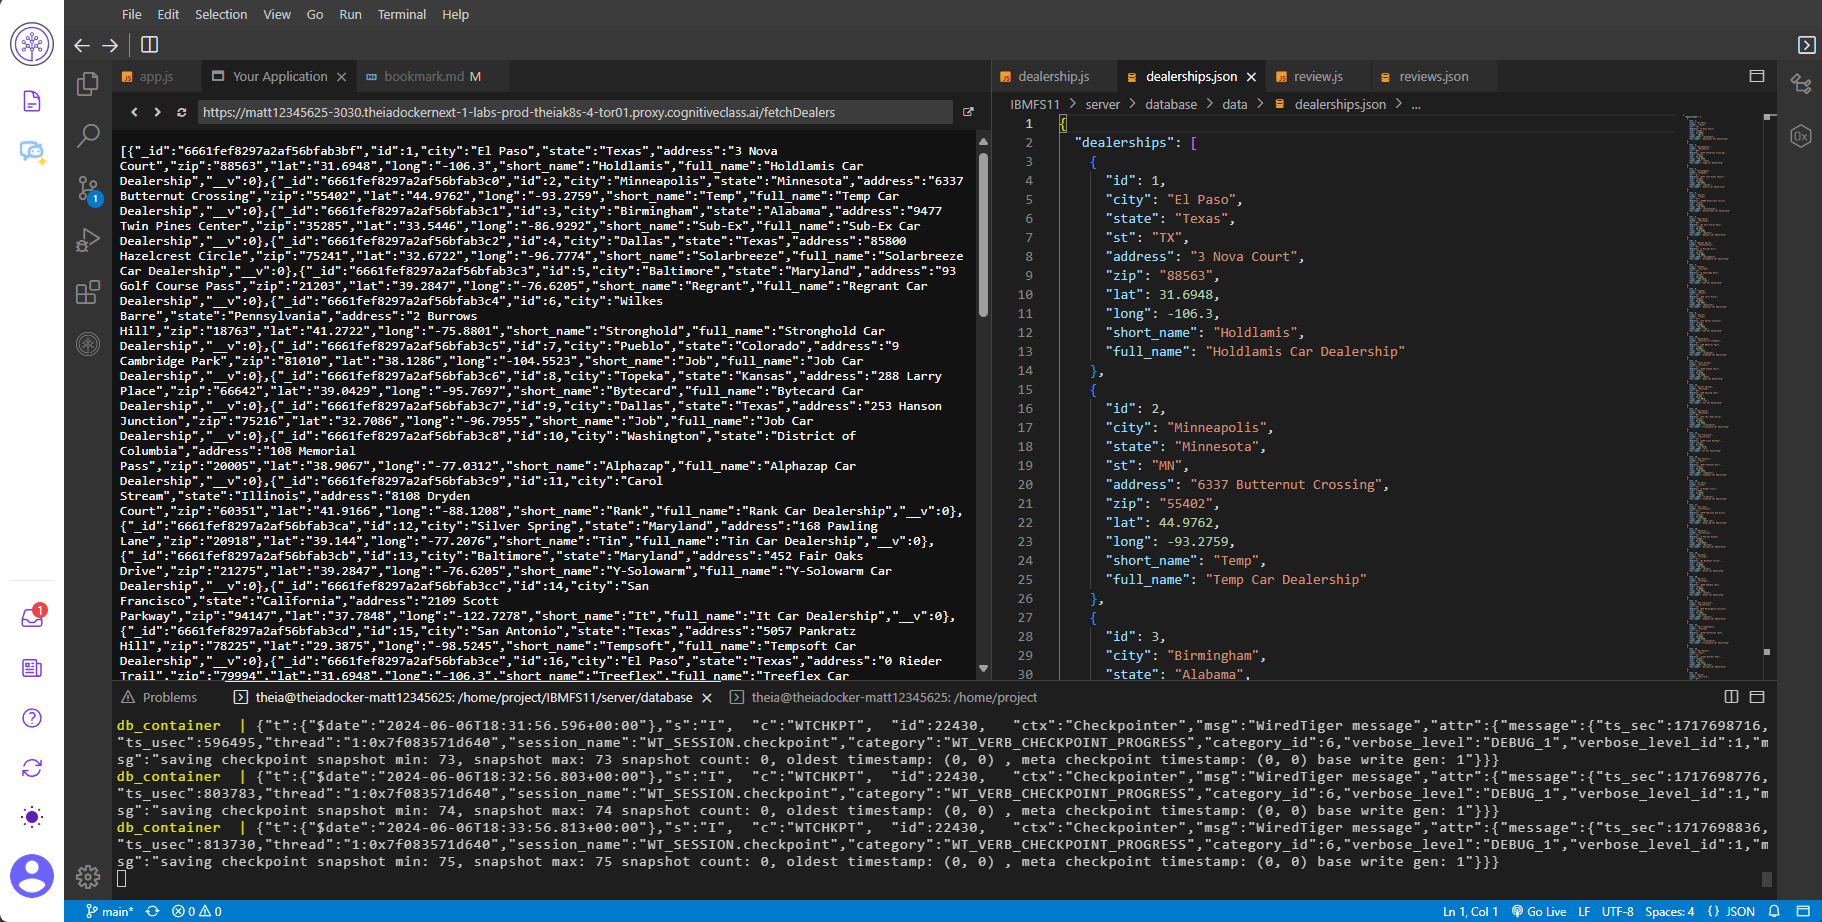 File Edit Selection View Go Run Terminal Help
app.js Your Application bookmark.md M
https://matt12345625-3030.theiadockernext-1-labs-prod-theiak8s-4-tor01.proxy.cognitiveclass.ai/fetchDealers
[{"_id":"6661fef8297a2af56bfab3bf","id":1,"city":"El Paso","state":"Texas","address":"3 Nova
Court","zip":"88563","lat":"31.6948","long":"-106.3","short_name":"Holdlamis","full_name":"Holdlamis Car
Dealership","__v":0},{"_id":"6661fef8297a2af56bfab3c0","id":2,"city":"Minneapolis","state":"Minnesota","address":"6337
Butternut Crossing","zip":"55402","lat":"44.9762","long":"-93.2759","short_name":"Temp","full_name":"Temp Car
Dealership","__v":0},{"_id":"6661fef8297a2af56bfab3c1","id":3,"city":"Birmingham","state":"Alabama","address":"9477
Twin Pines Center","zip":"35285","lat":"33.5446","long":"-86.9292","short_name":"Sub-Ex","full_name":"Sub-Ex Car
Dealership","__v":0},{"_id":"6661fef8297a2af56bfab3c2","id":4,"city":"Dallas","state":"Texas","address":"85800
Hazelcrest Circle","zip":"75241","lat":"32.6722","long":"-96.7774","short_name":"Solarbreeze","full_name":"Solarbreeze
Car Dealership","__v":0},{"_id":"6661fef8297a2af56bfab3c3","id":5,"city":"Baltimore","state":"Maryland","address":"93
Golf Course Pass","zip":"21203","lat":"39.2847","long":"-76.6205","short_name":"Regrant","full_name":"Regrant Car
Dealership","__v":0},{"_id":"6661fef8297a2af56bfab3c4","id":6,"city":"Wilkes
Barre","state":"Pennsylvania","address":"2 Burrows
Hill","zip":"18763","lat":"41.2722","long":"-75.8801","short_name":"Stronghold","full_name":"Stronghold Car
Dealership","__v":0},{"_id":"6661fef8297a2af56bfab3c5","id":7,"city":"Pueblo","state":"Colorado","address":"9
Cambridge Park","zip":"81010","lat":"38.1286","long":"-104.5523","short_name":"Job","full_name":"Job Car
Dealership","__v":0},{"_id":"6661fef8297a2af56bfab3c6","id":8,"city":"Topeka","state":"Kansas","address":"288 Larry
Place","zip":"66642","lat":"39.0429","long":"-95.7697","short_name":"Bytecard","full_name":"Bytecard Car
Dealership","__v":0},{"_id":"6661fef8297a2af56bfab3c7","id":9,"city":"Dallas","state":"Texas","address":"253 Hanson
Junction","zip":"75216","lat":"32.7086","long":"-96.7955","short_name":"Job","full_name":"Job Car
Dealership","__v":0},{"_id":"6661fef8297a2af56bfab3c8","id":10,"city":"Washington","state":"District of
Columbia","address":"108 Memorial
Pass","zip":"20005","lat":"38.9067","long":"-77.0312","short_name":"Alphazap","full_name":"Alphazap Car
Dealership","__v":0},{"_id":"6661fef8297a2af56bfab3c9","id":11,"city":"Carol
Stream","state":"Illinois","address":"8108 Dryden
Court","zip":"60351","lat":"41.9166","long":"-88.1208","short_name":"Rank","full_name":"Rank Car Dealership","__v":0},
{"_id":"6661fef8297a2af56bfab3ca","id":12,"city":"Silver Spring","state":"Maryland","address":"168 Pawling
Lane","zip":"20918","lat":"39.144","long":"-77.2076","short_name":"Tin","full_name":"Tin Car Dealership","__v":0},
{"_id":"6661fef8297a2af56bfab3cb","id":13,"city":"Baltimore","state":"Maryland","address":"452 Fair Oaks
Drive","zip":"21275","lat":"39.2847","long":"-76.6205","short_name":"Y-Solowarm","full_name":"Y-Solowarm Car
Dealership","__v":0},{"_id":"6661fef8297a2af56bfab3cc","id":14,"city":"San
Francisco","state":"California","address":"2109 Scott
Parkway","zip":"94147","lat":"37.7848","long":"-122.7278","short_name":"It","full_name":"It Car Dealership","__v":0},
{"_id":"6661fef8297a2af56bfab3cd","id":15,"city":"San Antonio","state":"Texas","address":"5057 Pankratz
Hill","zip":"78225","lat":"29.3875","long":"-98.5245","short_name":"Tempsoft","full_name":"Tempsoft Car
Dealership","__v":0},{"_id":"6661fef8297a2af56bfab3ce","id":16,"city":"El Paso","state":"Texas","address":"0 Rieder
Trail","zip":"79994","lat":"31.6948","long":"-106.3","short_name":"Treeflex","full_name":"Treeflex Car
dealership.js dealerships.json review.js reviews.json
IBMFS11 > server > database > data > dealerships.json > ...
1 {
2 "dealerships": [
3 {
4 "id": 1,
5 "city": "El Paso",
6 "state": "Texas",
7 "st": "TX",
8 "address": "3 Nova Court",
9 "zip": "88563",
10 "lat": 31.6948,
11 "long": -106.3,
12 "short_name": "Holdlamis",
13 "full_name": "Holdlamis Car Dealership"
14 },
15 {
16 "id": 2,
17 "city": "Minneapolis",
18 "state": "Minnesota",
19 "st": "MN",
20 "address": "6337 Butternut Crossing",
21 "zip": "55402",
22 "lat": 44.9762,
23 "long": -93.2759,
24 "short_name": "Temp",
25 "full_name": "Temp Car Dealership"
26 },
27 {
28 "id": 3,
29 "city": "Birmingham",
30 "state": "Alabama",
Problems theia@theiadocker-matt12345625: /home/project/IBMFS11/server/database theia@theiadocker-matt12345625: /home/project
db_container | {"t":{"$date":"2024-06-06T18:31:56.596+00:00"},"s":"I", "c":"WTCHKPT", "id":22430, "ctx":"Checkpointer","msg":"WiredTiger message","attr":{"message":{"ts_sec":1717698716,
"ts_usec":596495,"thread":"1:0x7f083571d640","session_name":"WT_SESSION.checkpoint","category":"WT_VERB_CHECKPOINT_PROGRESS","category_id":6,"verbose_level":"DEBUG_1","verbose_level_id":1,"m
sg":"saving checkpoint snapshot min: 73, snapshot max: 73 snapshot count: 0, oldest timestamp: (0, 0) , meta checkpoint timestamp: (0, 0) base write gen: 1"}}}
db_container | {"t":{"$date":"2024-06-06T18:32:56.803+00:00"},"s":"I", "c":"WTCHKPT", "id":22430, "ctx":"Checkpointer","msg":"WiredTiger message","attr":{"message":{"ts_sec":1717698776,
"ts_usec":803783,"thread":"1:0x7f083571d640","session_name":"WT_SESSION.checkpoint","category":"WT_VERB_CHECKPOINT_PROGRESS","category_id":6,"verbose_level":"DEBUG_1","verbose_level_id":1,"m
sg":"saving checkpoint snapshot min: 74, snapshot max: 74 snapshot count: 0, oldest timestamp: (0, 0) , meta checkpoint timestamp: (0, 0) base write gen: 1"}}}
db_container | {"t":{"$date":"2024-06-06T18:33:56.813+00:00"},"s":"I", "c":"WTCHKPT", "id":22430, "ctx":"Checkpointer","msg":"WiredTiger message","attr":{"message":{"ts_sec":1717698836,
"ts_usec":813730,"thread":"1:0x7f083571d640","session_name":"WT_SESSION.checkpoint","category":"WT_VERB_CHECKPOINT_PROGRESS","category_id":6,"verbose_level":"DEBUG_1","verbose_level_id":1,"m
sg":"saving checkpoint snapshot min: 75, snapshot max: 75 snapshot count: 0, oldest timestamp: (0, 0) , meta checkpoint timestamp: (0, 0) base write gen: 1"}}}
1
1
0x
main* 0 0 Ln 1, Col 1 Go Live LF UTF-8 Spaces: 4 {} JSON